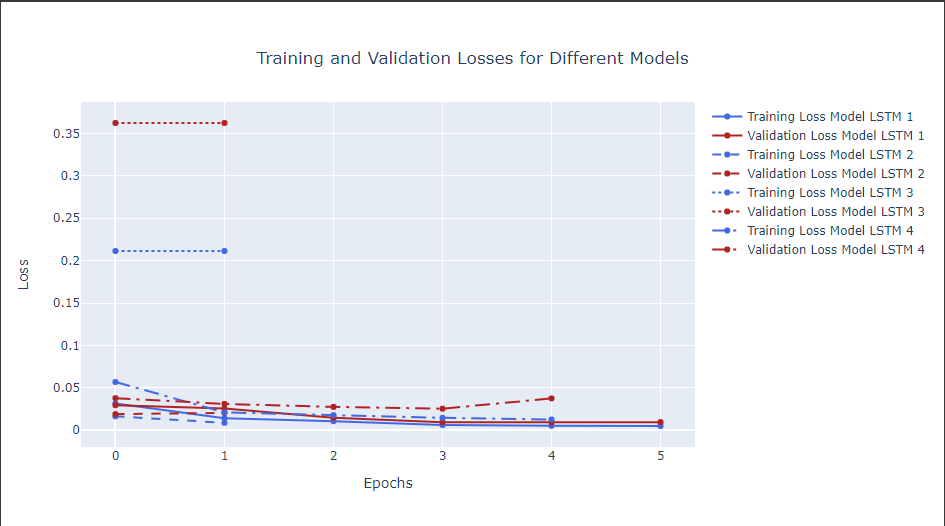 Training and Validation Losses for Different Models
Training Loss Model LSTM 1
Validation Loss Model LSTM 1
Training Loss Model LSTM 2
Validation Loss Model LSTM 2
Training Loss Model LSTM 3
Validation Loss Model LSTM 3
Training Loss Model LSTM 4
Validation Loss Model LSTM 4
Loss
0.35
0.3
0.25
0.2
0.15
0.1
0.05
0
0 1 2 3 4 5
Epochs